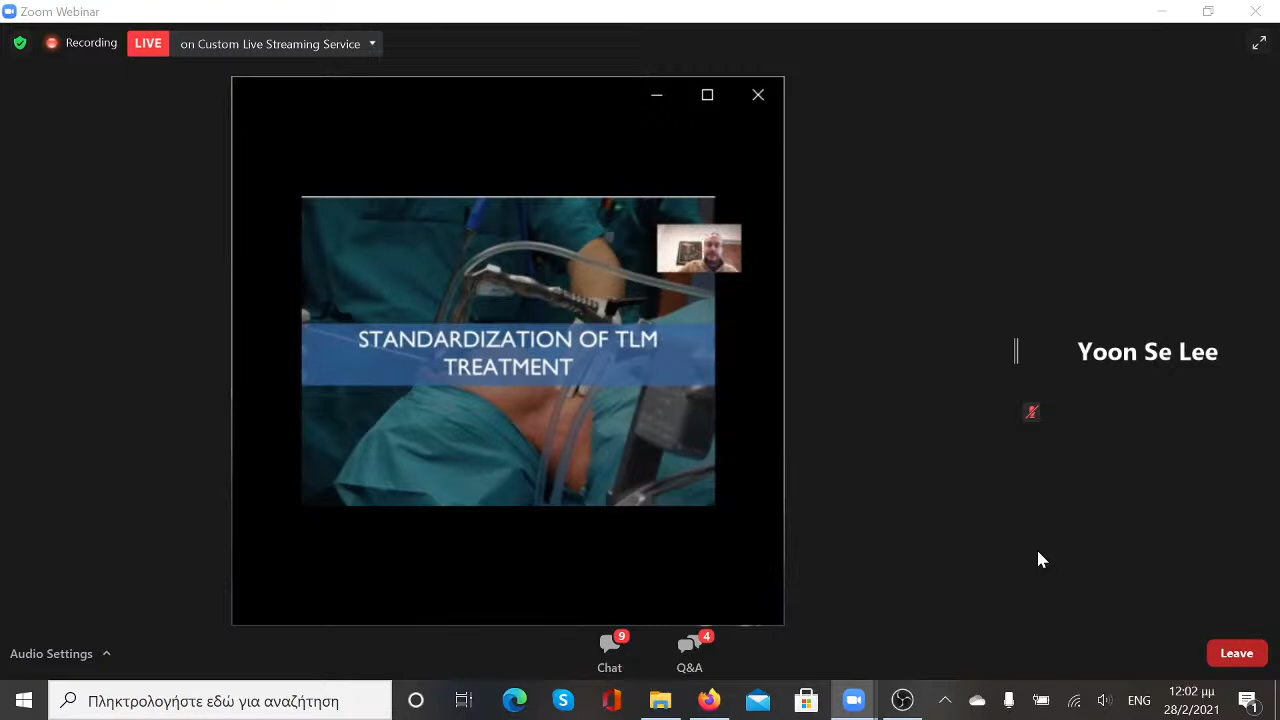 Zoom Webinar
Recording
LIVE
on Custom Live Streaming Service
STANDARDIZATION OF TLM
TREATMENT
Yoon Se Lee
Audio Settings
9
Chat
4
Q&A
Leave
Πληκτρολογήστε εδώ για αναζήτηση
ENG
12:02 μμ
28/2/2021
1